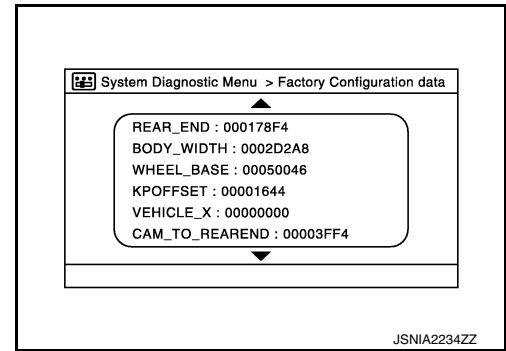 System Diagnostic Menu > Factory Configuration data
REAR_END : 000178F4
BODY_WIDTH : 0002D2A8
WHEEL_BASE : 00050046
KPOFFSET : 00001644
VEHICLE_X : 00000000
CAM_TO_REAREND : 00003FF4
JSNIA2234ZZ